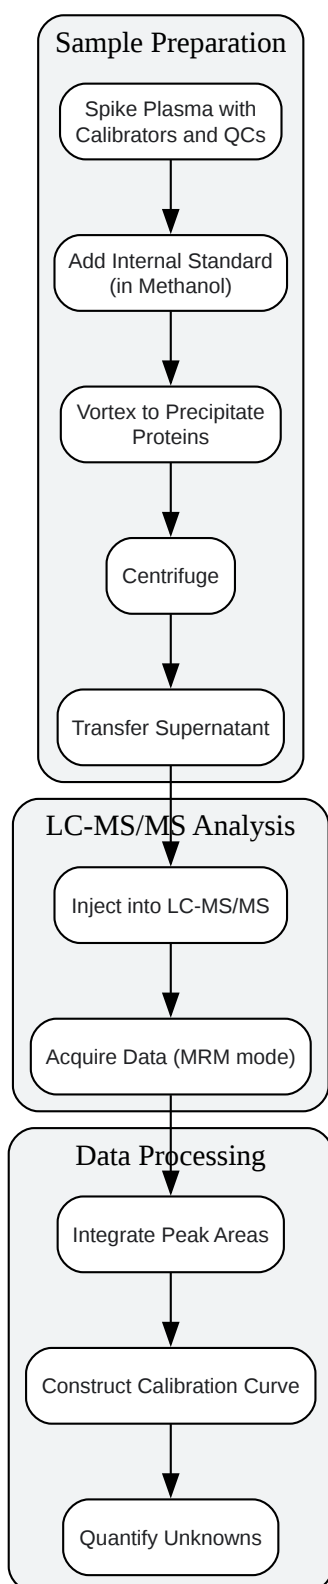 Sample Preparation
Spike Plasma with
Calibrators and QCs
Add Internal Standard
(in Methanol)
Vortex to Precipitate
Proteins
Centrifuge
Transfer Supernatant
LC-MS/MS Analysis
Inject into LC-MS/MS
Acquire Data (MRM mode)
Data Processing
Integrate Peak Areas
Construct Calibration Curve
Quantify Unknowns